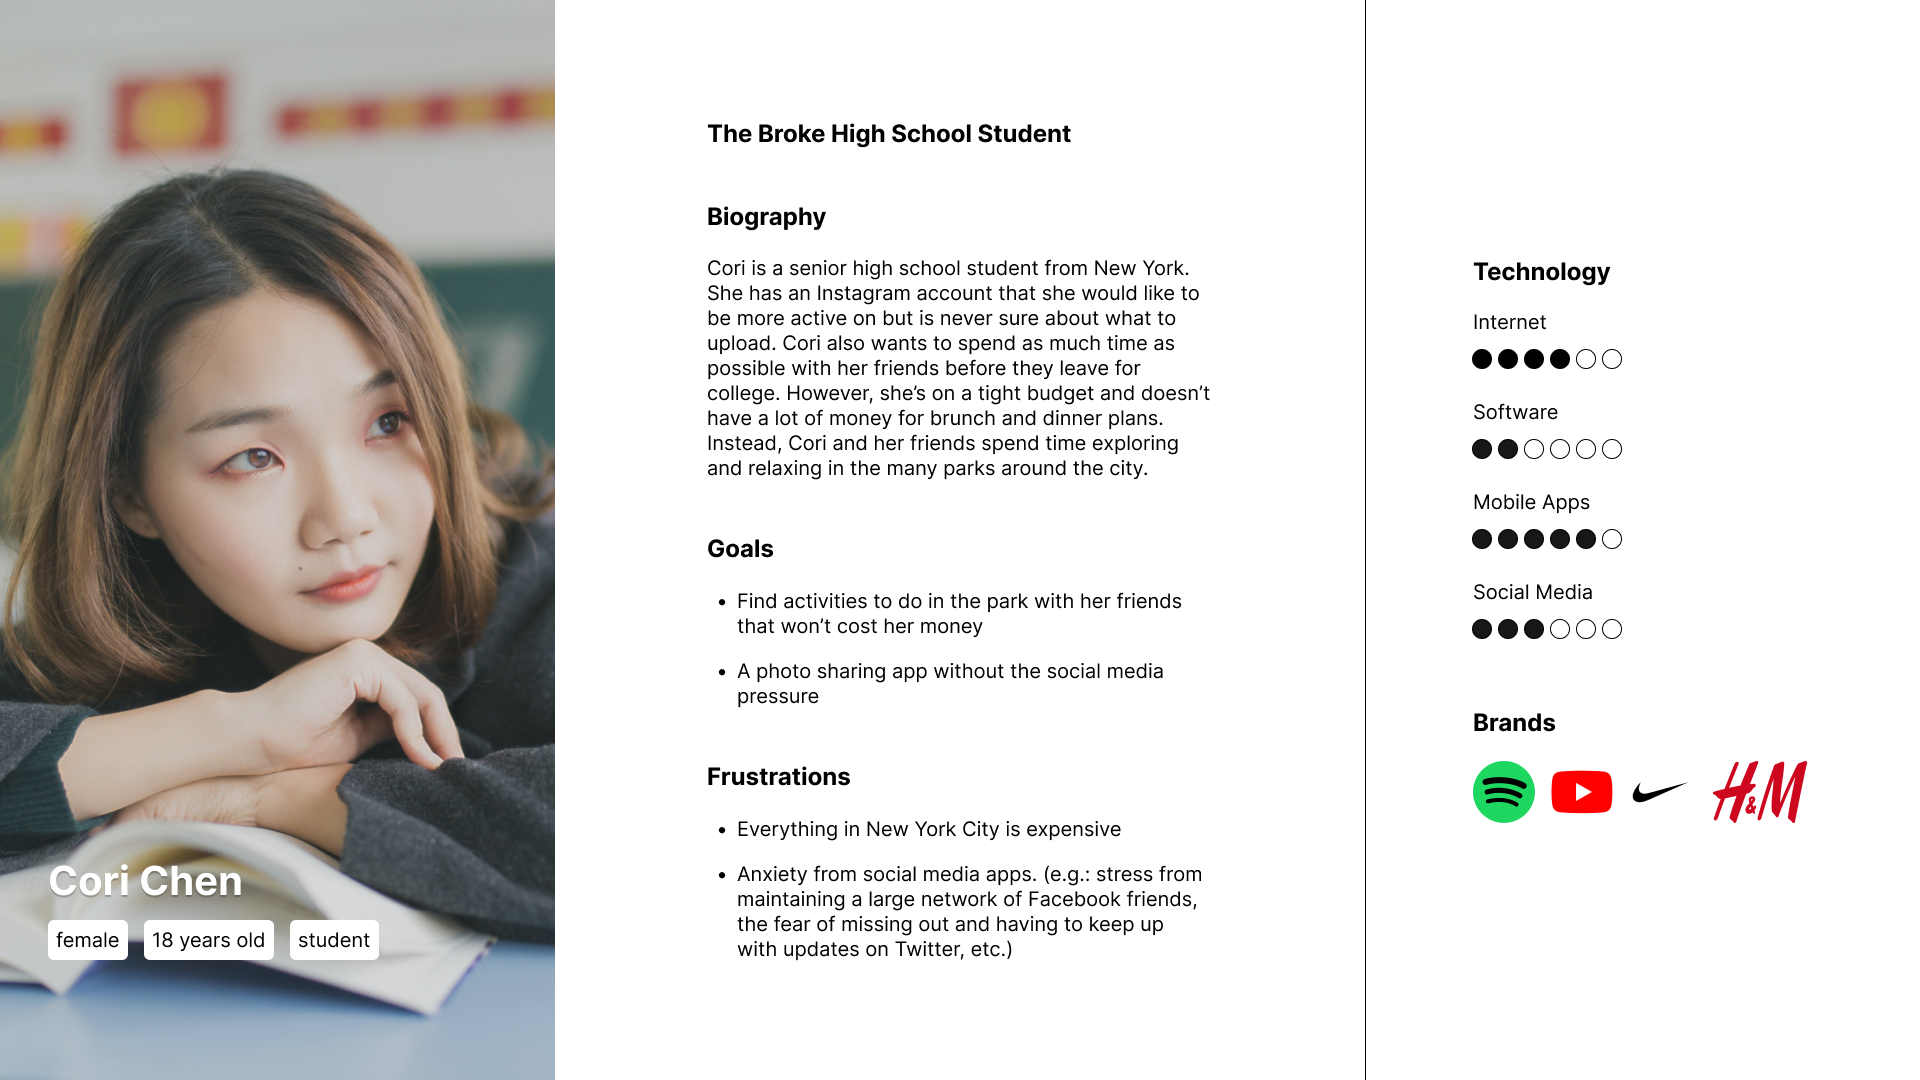 The Broke High School Student
Biography
Cori is a senior high school student from New York.
She has an Instagram account that she would like to
be more active on but is never sure about what to
upload. Cori also wants to spend as much time as
possible with her friends before they leave for
college. However, she’s on a tight budget and doesn’t
have a lot of money for brunch and dinner plans.
Instead, Cori and her friends spend time exploring
and relaxing in the many parks around the city.
Goals
• Find activities to do in the park with her friends
that won’t cost her money
• A photo sharing app without the social media
pressure
Frustrations
• Everything in New York City is expensive
• Anxiety from social media apps. (e.g.: stress from
maintaining a large network of Facebook friends,
the fear of missing out and having to keep up
with updates on Twitter, etc.)
Cori Chen
female 18 years old student
Technology
Internet
Software
Mobile Apps
Social Media
Brands
H&M